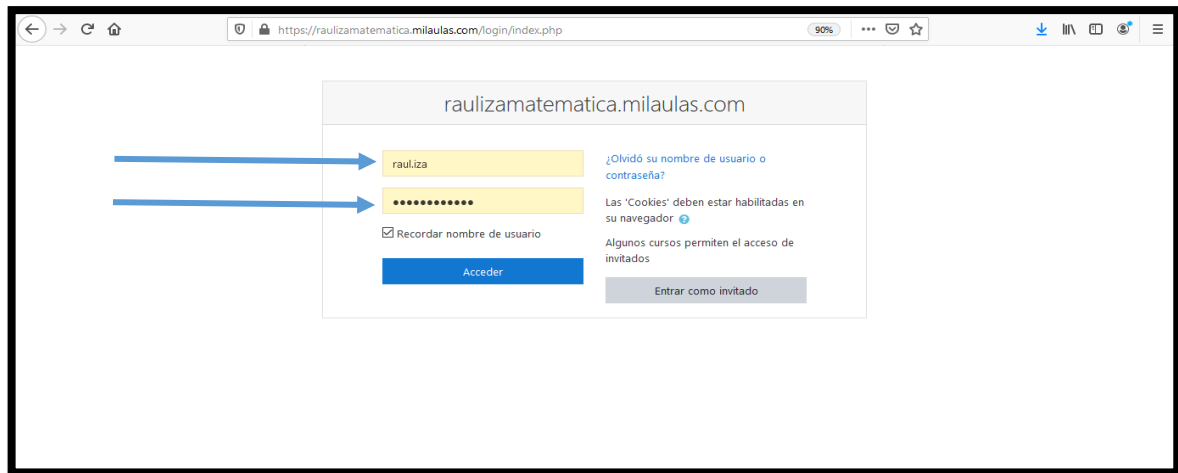 https://raulizamatematica.milaulas.com/login/index.php
90%
raulizamatematica.milaulas.com
raul.iza
••••••••••••
Recordar nombre de usuario
Acceder
¿Olvidó su nombre de usuario o
contraseña?
Las 'Cookies' deben estar habilitadas en
su navegador
Algunos cursos permiten el acceso de
invitados
Entrar como invitado